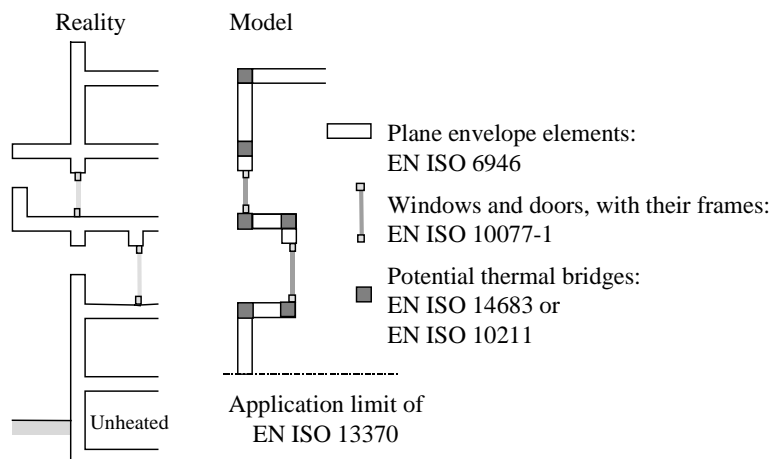 Reality
Model
Plane envelope elements:
EN ISO 6946
Windows and doors, with their frames:
EN ISO 10077-1
Potential thermal bridges:
EN ISO 14683 or
EN ISO 10211
Unheated
Application limit of
EN ISO 13370